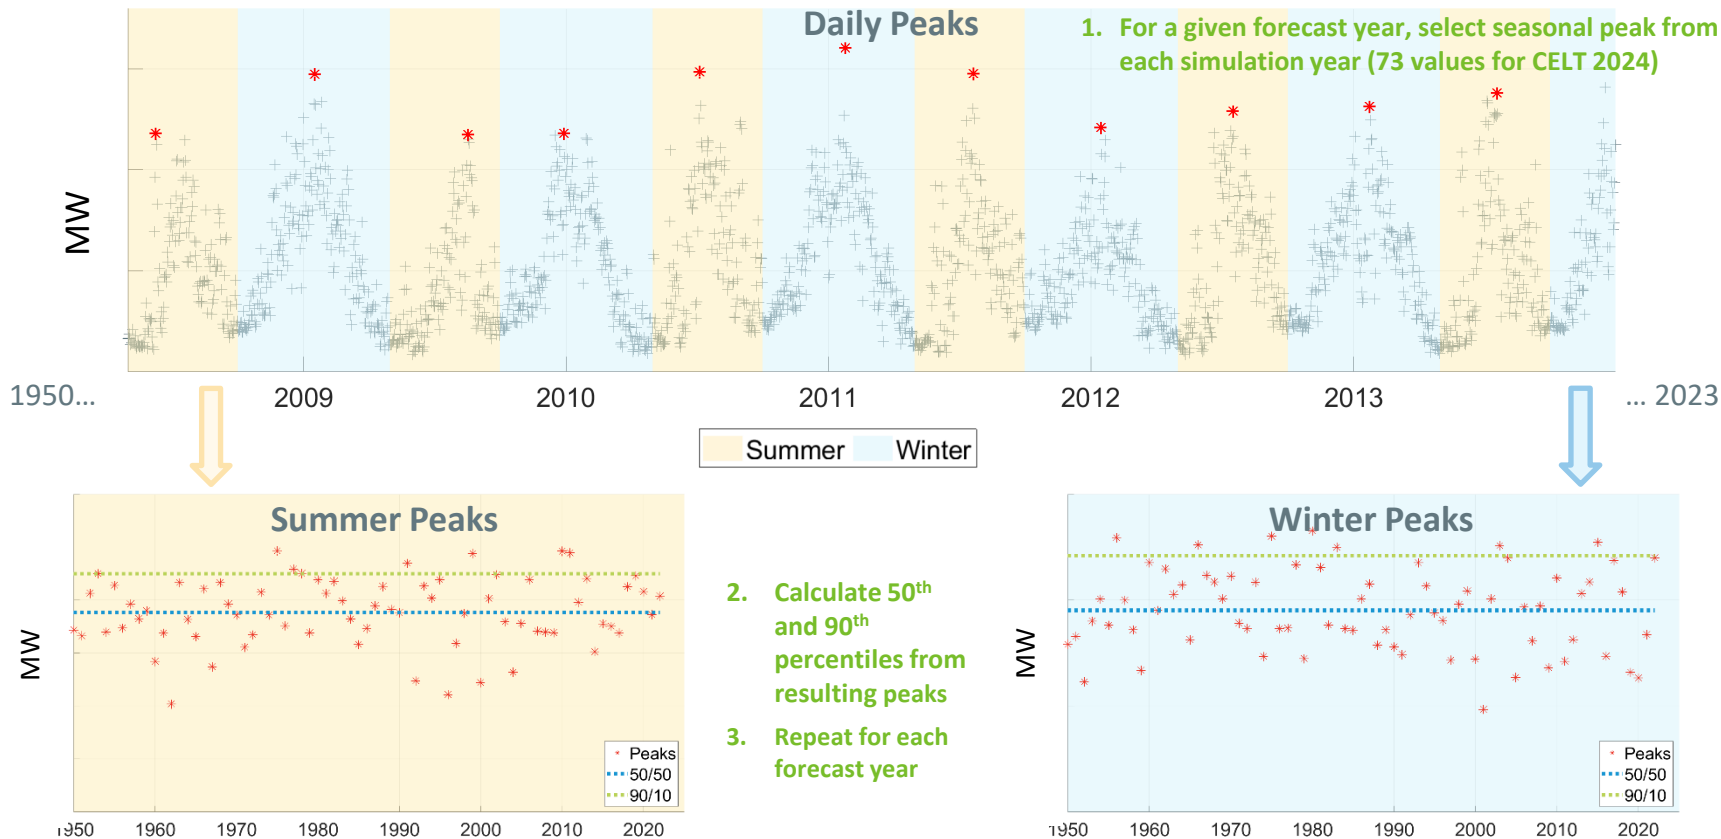 Daily Peaks
1. For a given forecast year, select seasonal peak from
each simulation year (73 values for CELT 2024)
MW
1950...
2009
2010
2011
2012
2013
... 2023
Summer
Winter
Summer Peaks
MW
Peaks
50/50
90/10
1950
1960
1970
1980
1990
2000
2010
2020
2. Calculate 50th
and 90th
percentiles from
resulting peaks
3. Repeat for each
forecast year
Winter Peaks
MW
Peaks
50/50
90/10
1950
1960
1970
1980
1990
2000
2010
2020